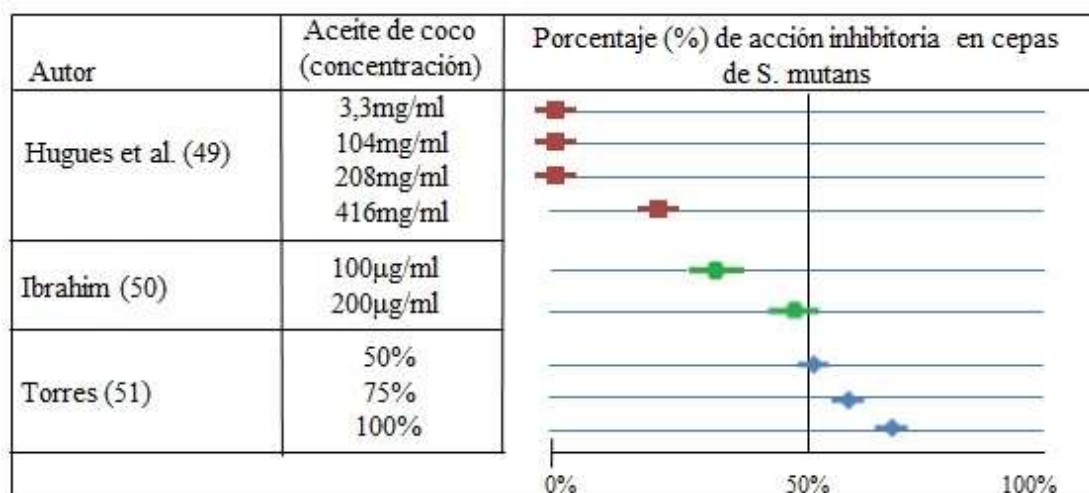 Autor
Aceite de coco
(concentración)
Porcentaje (%) de acción inhibitoria en cepas
de S. mutans
Hugues et al. (49)
3,3mg/ml
104mg/ml
208mg/ml
416mg/ml
Ibrahim (50)
100µg/ml
200µg/ml
Torres (51)
50%
75%
100%
0% 50% 100%